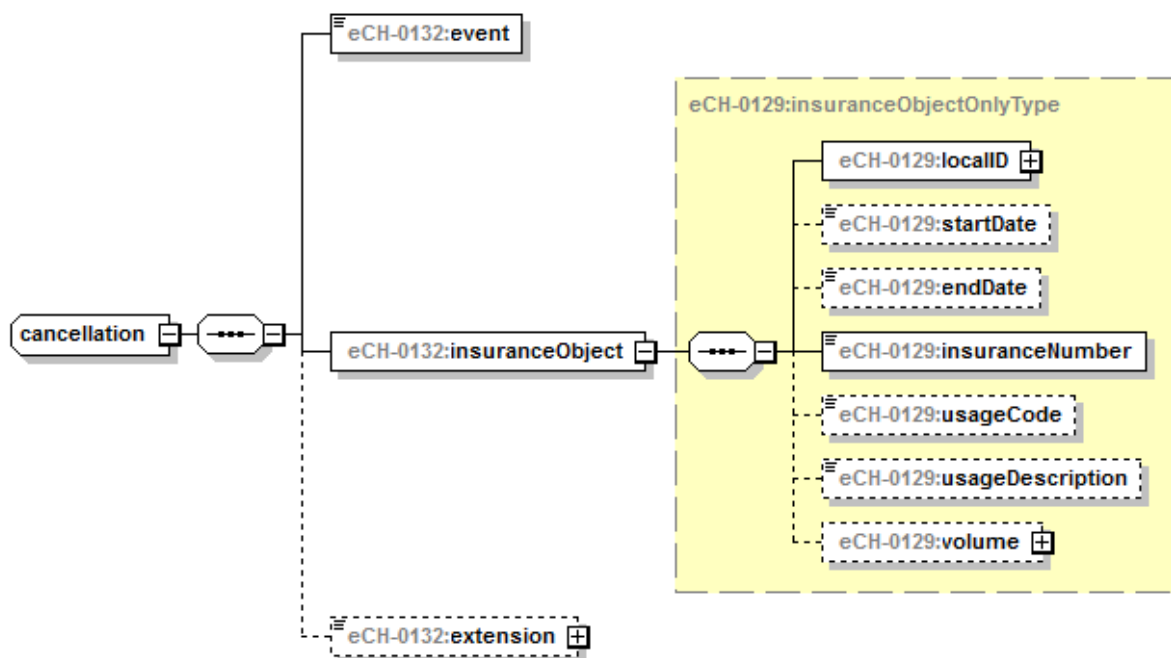 eCH-0132:event
eCH-0129:insuranceObjectOnlyType
eCH-0129:localID
eCH-0129:startDate
eCH-0129:endDate
cancellation
eCH-0132:insuranceObject
eCH-0129:insuranceNumber
eCH-0129:usageCode
eCH-0129:usageDescription
eCH-0129:volume
eCH-0132:extension